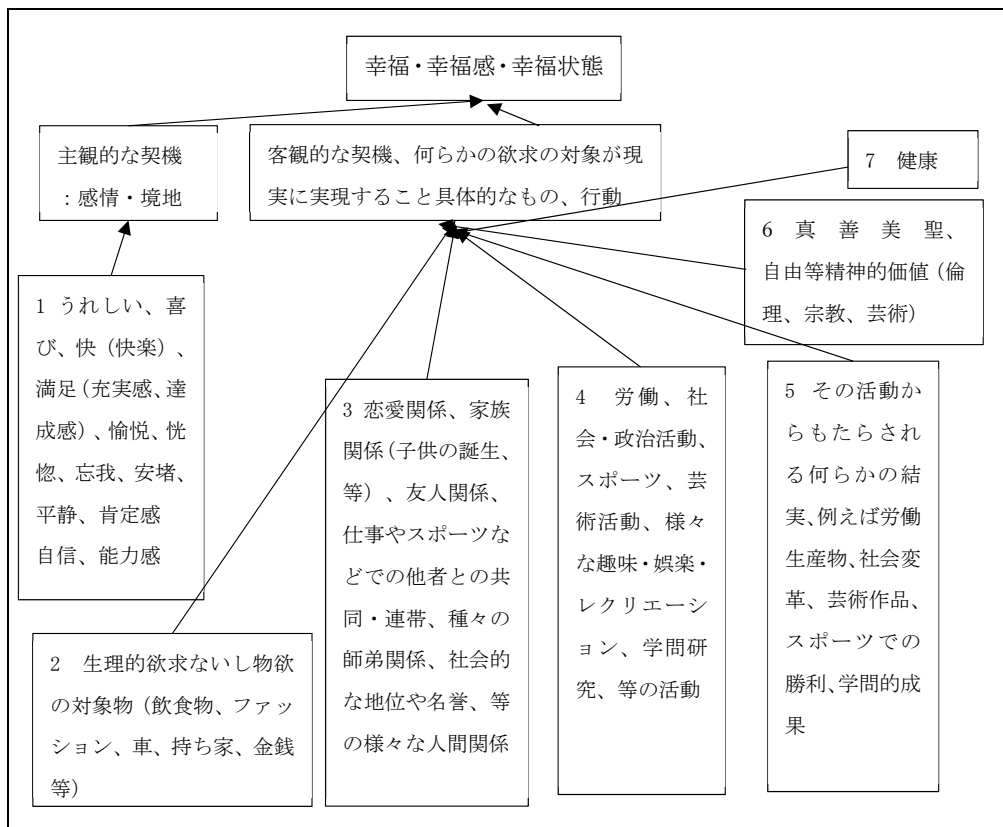 幸福・幸福感・幸福状態
主観的な契機
：感情・境地
客観的な契機、何らかの欲求の対象が現
実に実現すること具体的なもの、行動
7 健康
6 真 善 美 聖、
自由等精神的価値（倫
理、宗教、芸術）
1 うれしい、喜
び、快（快楽）、
満足（充実感、達
成感）、愉悦、恍
惚、忘我、安堵、
平静、肯定感
自信、能力感
2 生理的欲求ないし物欲
の対象物（飲食物、ファッ
ション、車、持ち家、金銭
等）
3 恋愛関係、家族
関係（子供の誕生、
等）、友人関係、
仕事やスポーツな
どでの他者との共
同・連帯、種々の
師弟関係、社会的
な地位や名誉、等
の様々な人間関係
4 労働、社
会・政治活動、
スポーツ、芸
術活動、様々
な趣味・娯楽・
レクリエーシ
ョン、学問研
究、等の活動
5 その活動か
らもたらされ
る何らかの結
実、例えば労働
生産物、社会変
革、芸術作品、
スポーツでの
勝利、学問的成
果